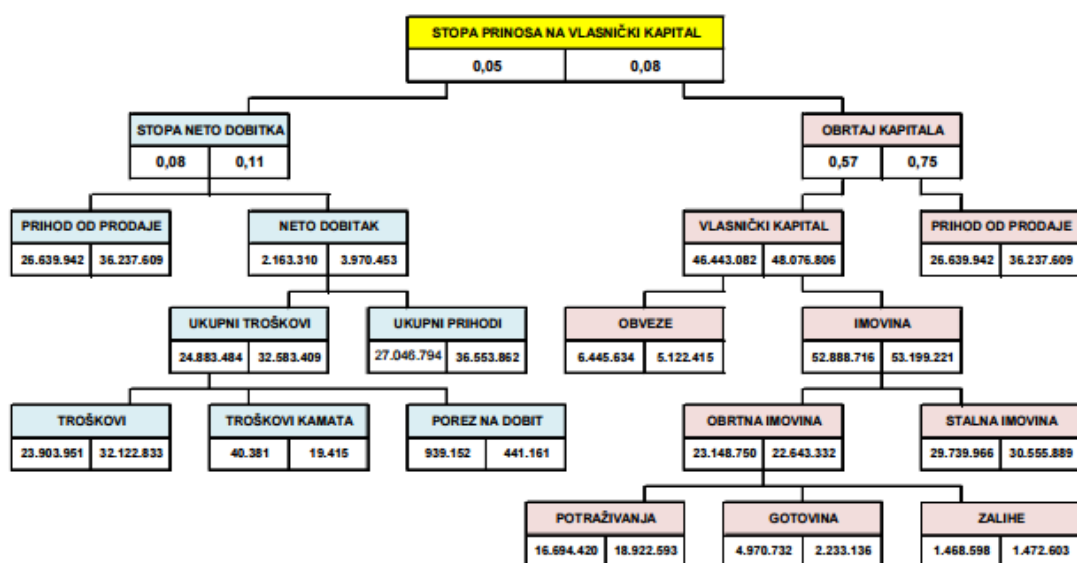 STOPA PRINOSA NA VLASNIČKI KAPITAL
0,05 0,08
STOPA NETO DOBITKA OBRTAJ KAPITALA
0,08 0,11 0,57 0,75
PRIHOD OD PRODAJE NETO DOBITAK VLASNIČKI KAPITAL PRIHOD OD PRODAJE
26.639.942 36.237.609 2.163.310 3.970.453 46.443.082 48.076.806 26.639.942 36.237.609
UKUPNI TROŠKOVI UKUPNI PRIHODI OBVEZE IMOVINA
24.883.484 32.583.409 27.046.794 36.553.862 6.445.634 5.122.415 52.888.716 53.199.221
TROŠKOVI TROŠKOVI KAMATA POREZ NA DOBIT OBRTNA IMOVINA STALNA IMOVINA
23.903.951 32.122.833 40.381 19.415 939.152 441.161 23.148.750 22.643.332 29.739.966 30.555.889
POTRAŽIVANJA GOTOVINA ZALIHE
16.694.420 18.922.593 4.970.732 2.233.136 1.468.598 1.472.603